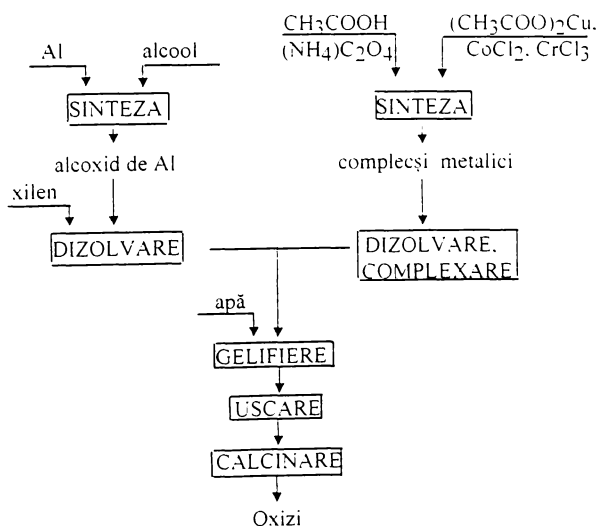 CH3COOH
(CH3COO)2Cu.
Al
alcool
(NH4)C2O4
CoCl2. CrCl3
SINTEZA
SINTEZA
alcoxid de Al
complecși metalici
xilen
DIZOLVARE
DIZOLVARE.
COMPLEXARE
apă
GELIFIERE
USCARE
CALCINARE
Oxizi